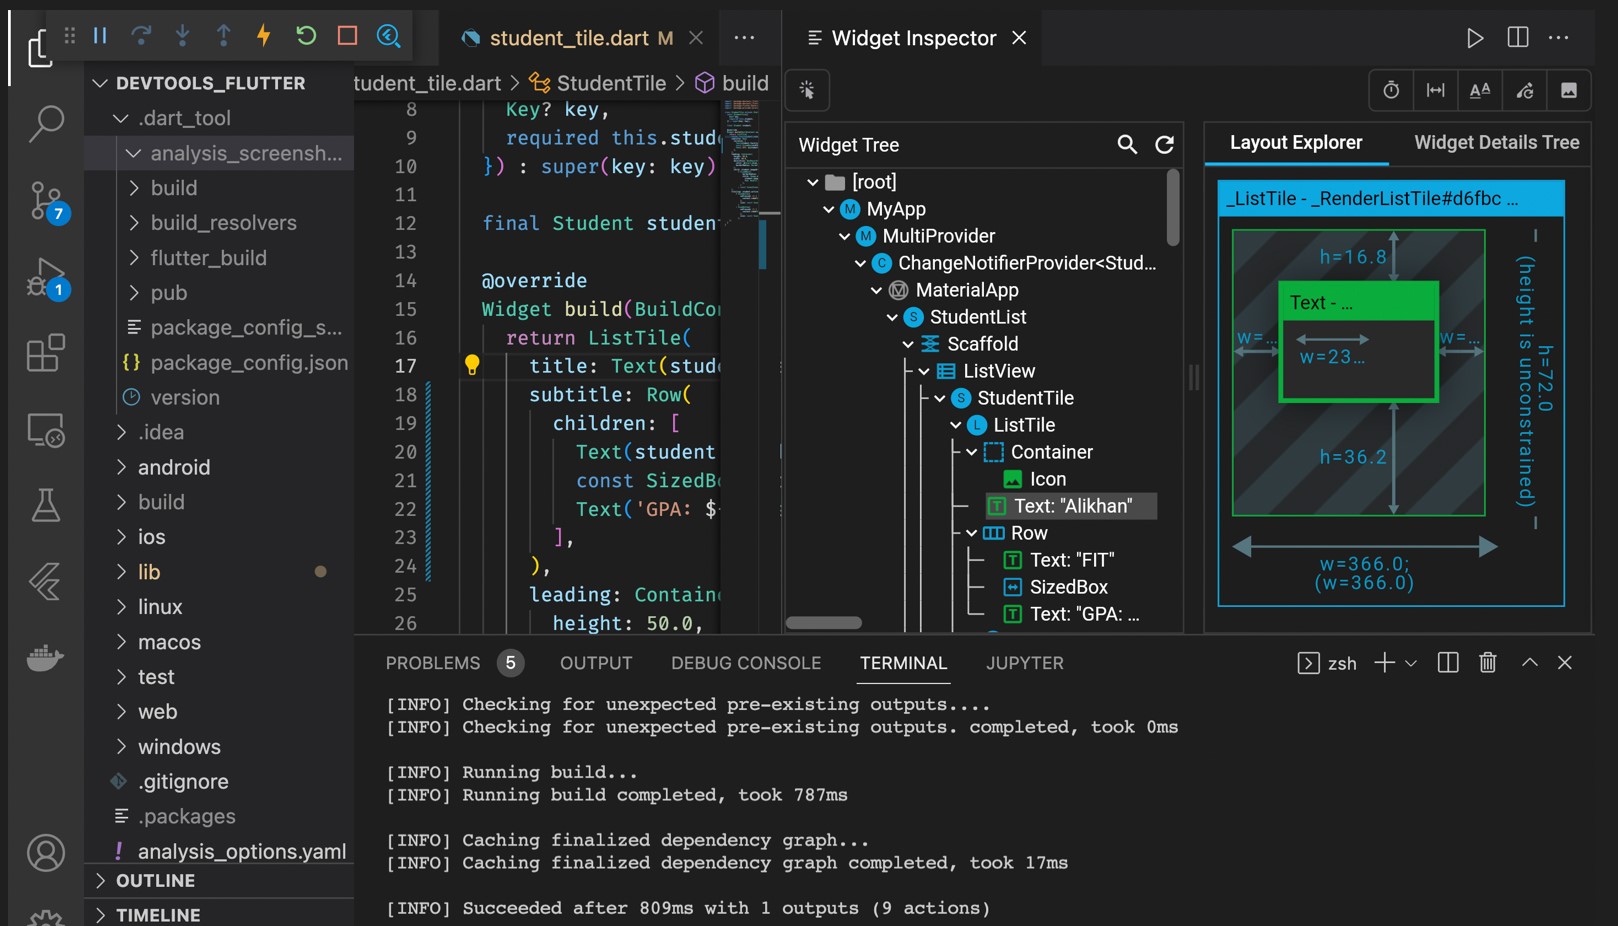 student_tile.dart M
Widget Inspector
DEVTOOLS_FLUTTER
.dart_tool
analysis_screensh...
build
build_resolvers
flutter_build
pub
package_config_s...
package_config.json
version
.idea
android
build
ios
lib
linux
macos
test
web
windows
.gitignore
.packages
analysis_options.yaml
OUTLINE
TIMELINE
7
1
tudent_tile.dart > StudentTile > build
8 Key? key,
9 required this.stud
10 }) : super(key: key)
11
12 final Student studen
13
14 @override
15 Widget build(BuildCon
16 return ListTile(
17 title: Text(stud
18 subtitle: Row(
19 children: [
20 Text(student
21 const SizedB
22 Text('GPA: $
23 ],
24 ),
25 leading: Containe
26 height: 50.0,
Widget Tree
[root]
MyApp
MultiProvider
ChangeNotifierProvider<Stud...
MaterialApp
StudentList
Scaffold
ListView
StudentTile
ListTile
Container
Icon
Text: "Alikhan"
Row
Text: "FIT"
SizedBox
Text: "GPA: ...
Layout Explorer Widget Details Tree
_ListTile - _RenderListTile#d6fbc ...
h=16.8
Text - ...
w=...
w=23...
w=...
h=36.2
h=72.0
(height is unconstrained)
w=366.0;
(w=366.0)
PROBLEMS 5 OUTPUT DEBUG CONSOLE TERMINAL JUPYTER zsh
[INFO] Checking for unexpected pre-existing outputs....
[INFO] Checking for unexpected pre-existing outputs. completed, took 0ms
[INFO] Running build...
[INFO] Running build completed, took 787ms
[INFO] Caching finalized dependency graph...
[INFO] Caching finalized dependency graph completed, took 17ms
[INFO] Succeeded after 809ms with 1 outputs (9 actions)